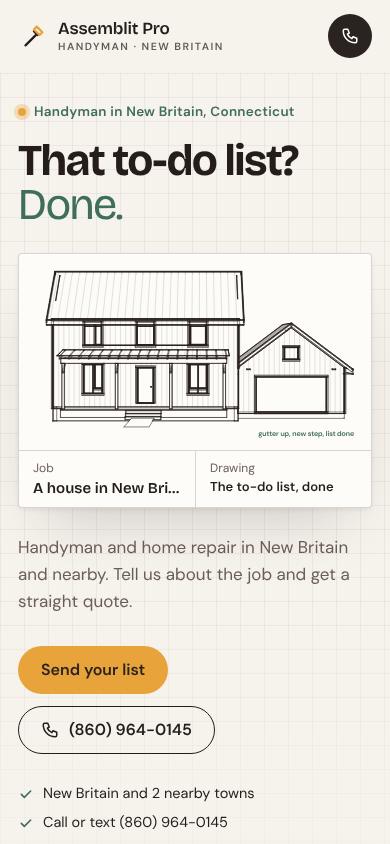 Assemblit Pro
HANDYMAN · NEW BRITAIN
Handyman in New Britain, Connecticut
That to-do list?
Done.
gutter up, new step, list done
Job
A house in New Bri...
Drawing
The to-do list, done
Handyman and home repair in New Britain
and nearby. Tell us about the job and get a
straight quote.
Send your list
(860) 964-0145
New Britain and 2 nearby towns
Call or text (860) 964-0145